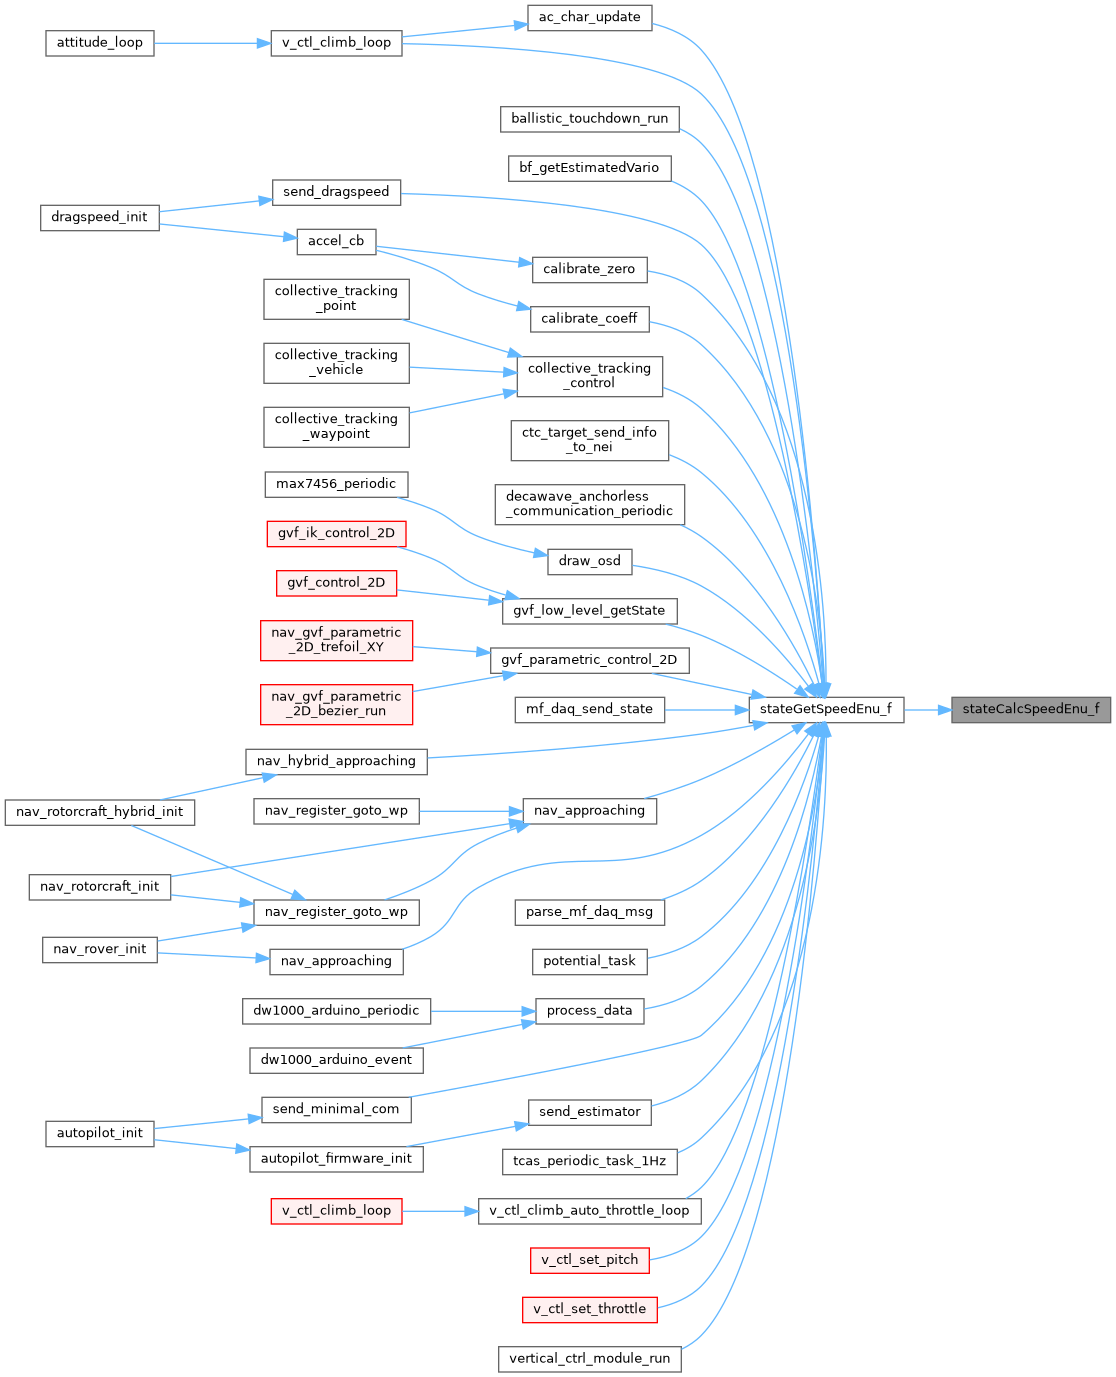 ac_char_update
attitude_loop
v_ctl_climb_loop
ballistic_touchdown_run
bf_getEstimatedVario
send_dragspeed
dragspeed_init
accel_cb
calibrate_zero
collective_tracking
_point
calibrate_coeff
collective_tracking
_vehicle
collective_tracking
_control
collective_tracking
_waypoint
ctc_target_send_info
_to_nei
max7456_periodic
decawave_anchorless
_communication_periodic
gvf_ik_control_2D
draw_osd
gvf_control_2D
gvf_low_level_getState
nav_gvf_parametric
_2D_trefoil_XY
gvf_parametric_control_2D
nav_gvf_parametric
_2D_bezier_run
mf_daq_send_state
stateGetSpeedEnu_f
stateCalcSpeedEnu_f
nav_hybrid_approaching
nav_rotorcraft_hybrid_init
nav_register_goto_wp
nav_approaching
nav_rotorcraft_init
nav_register_goto_wp
parse_mf_daq_msg
nav_rover_init
nav_approaching
potential_task
dw1000_arduino_periodic
process_data
dw1000_arduino_event
send_minimal_com
send_estimator
autopilot_init
autopilot_firmware_init
tcas_periodic_task_1Hz
v_ctl_climb_loop
v_ctl_climb_auto_throttle_loop
v_ctl_set_pitch
v_ctl_set_throttle
vertical_ctrl_module_run